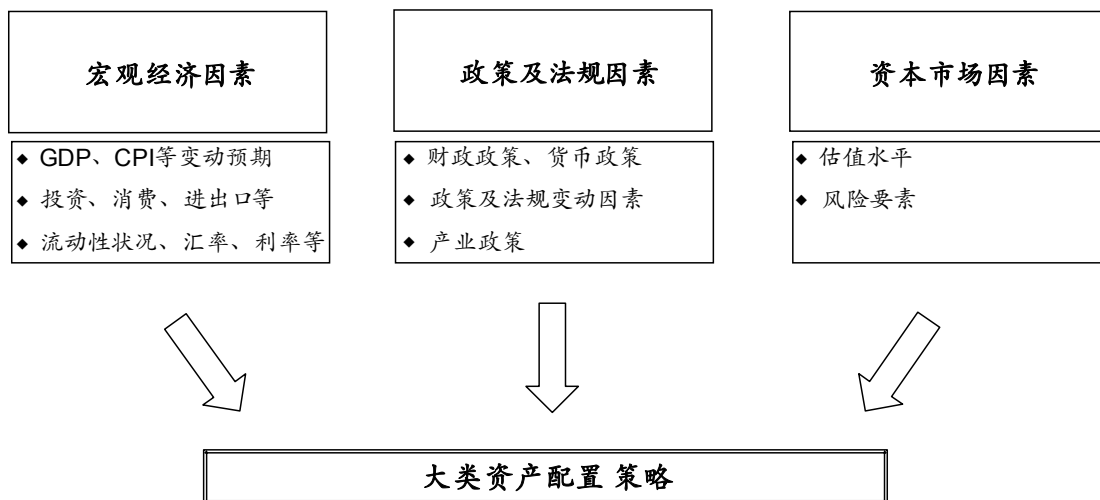 宏观经济因素
◆ GDP、CPI等变动预期
◆ 投资、消费、进出口等
◆ 流动性状况、汇率、利率等
政策及法规因素
◆ 财政政策、货币政策
◆ 政策及法规变动因素
◆ 产业政策
资本市场因素
◆ 估值水平
◆ 风险要素
大类资产配置 策略